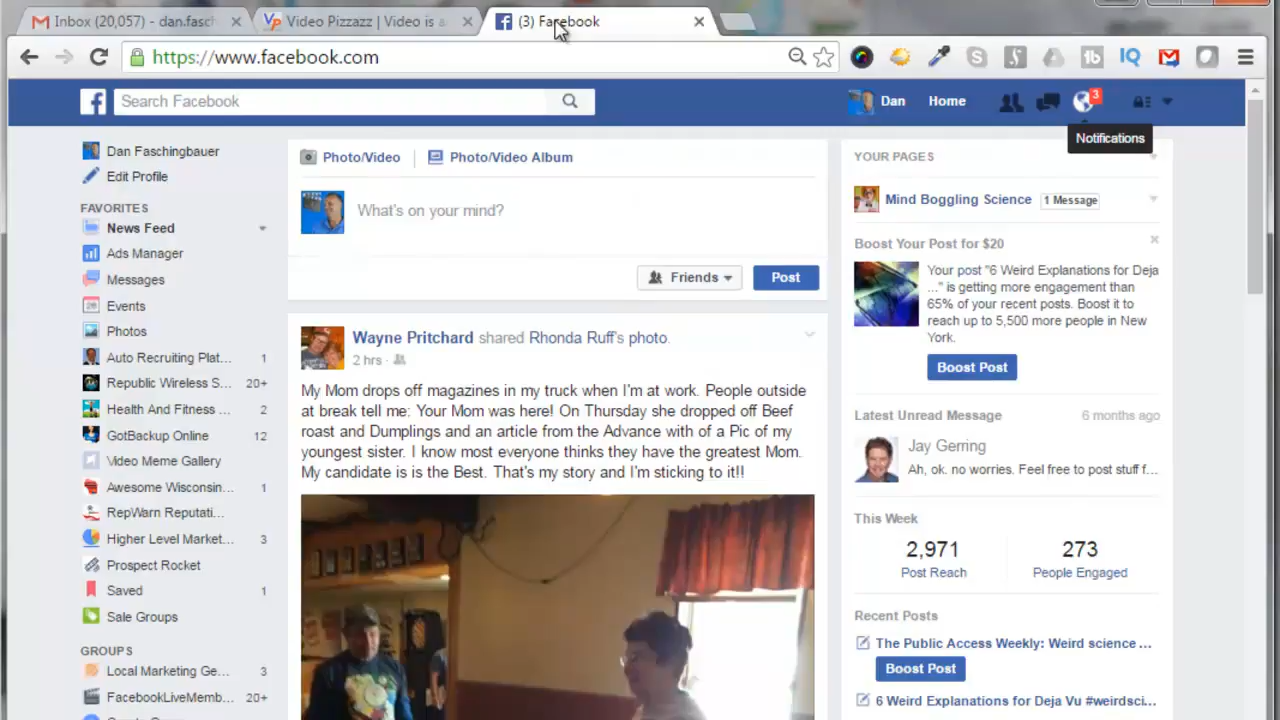 Inbox (20,057) - dan.fasch
Video Pizzazz | Video is a
(3) Facebook
https://www.facebook.com
Search Facebook
Dan
Home
3
Notifications
Dan Faschingbauer
Edit Profile
FAVORITES
News Feed
Ads Manager
Messages
Events
Photos
Auto Recruiting Plat... 1
Republic Wireless S... 20+
Health And Fitness ... 2
GotBackup Online 12
Video Meme Gallery
Awesome Wisconsin... 1
RepWarn Reputati...
Higher Level Market... 3
Prospect Rocket
Saved 1
Sale Groups
GROUPS
Local Marketing Ge... 3
FacebookLiveMemb... 20+
Photo/Video
Photo/Video Album
What's on your mind?
Friends
Post
Wayne Pritchard shared Rhonda Ruff's photo.
2 hrs ·
My Mom drops off magazines in my truck when I'm at work. People outside
at break tell me: Your Mom was here! On Thursday she dropped off Beef
roast and Dumplings and an article from the Advance with of a Pic of my
youngest sister. I know most everyone thinks they have the greatest Mom.
My candidate is is the Best. That's my story and I'm sticking to it!!
YOUR PAGES
Mind Boggling Science 1 Message
Boost Your Post for $20
Your post "6 Weird Explanations for Deja
..." is getting more engagement than
65% of your recent posts. Boost it to
reach up to 5,500 more people in New
York.
Boost Post
Latest Unread Message 6 months ago
Jay Gerring
Ah, ok. no worries. Feel free to post stuff f...
This Week
2,971 273
Post Reach People Engaged
Recent Posts
The Public Access Weekly: Weird science ...
Boost Post
6 Weird Explanations for Deja Vu #weirdsci...